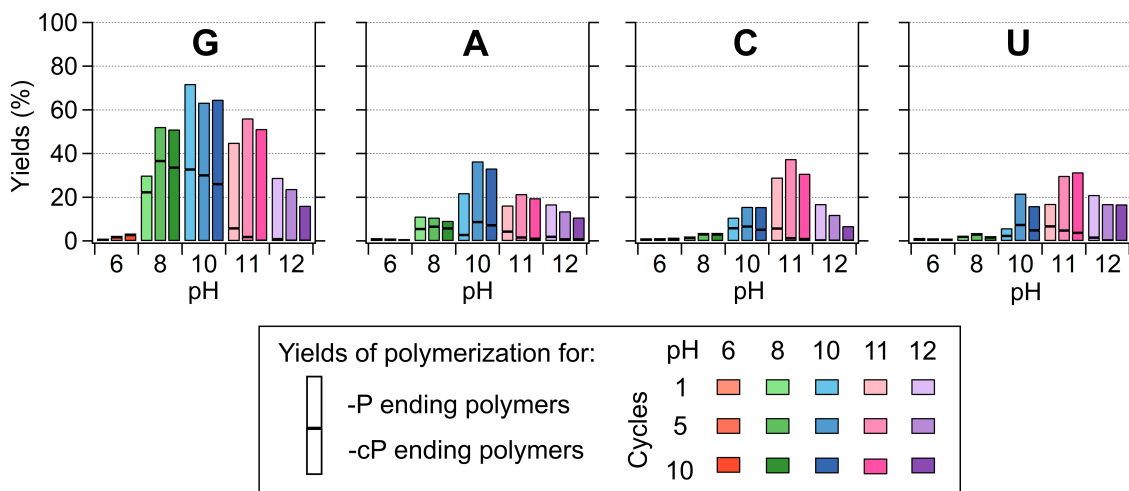 G A C U
Yields (%)
100
80
60
40
20
0
6 8 10 11 12
pH
6 8 10 11 12
pH
6 8 10 11 12
pH
6 8 10 11 12
pH
Yields of polymerization for:
-P ending polymers
-cP ending polymers
pH 6 8 10 11 12
Cycles
1
5
10